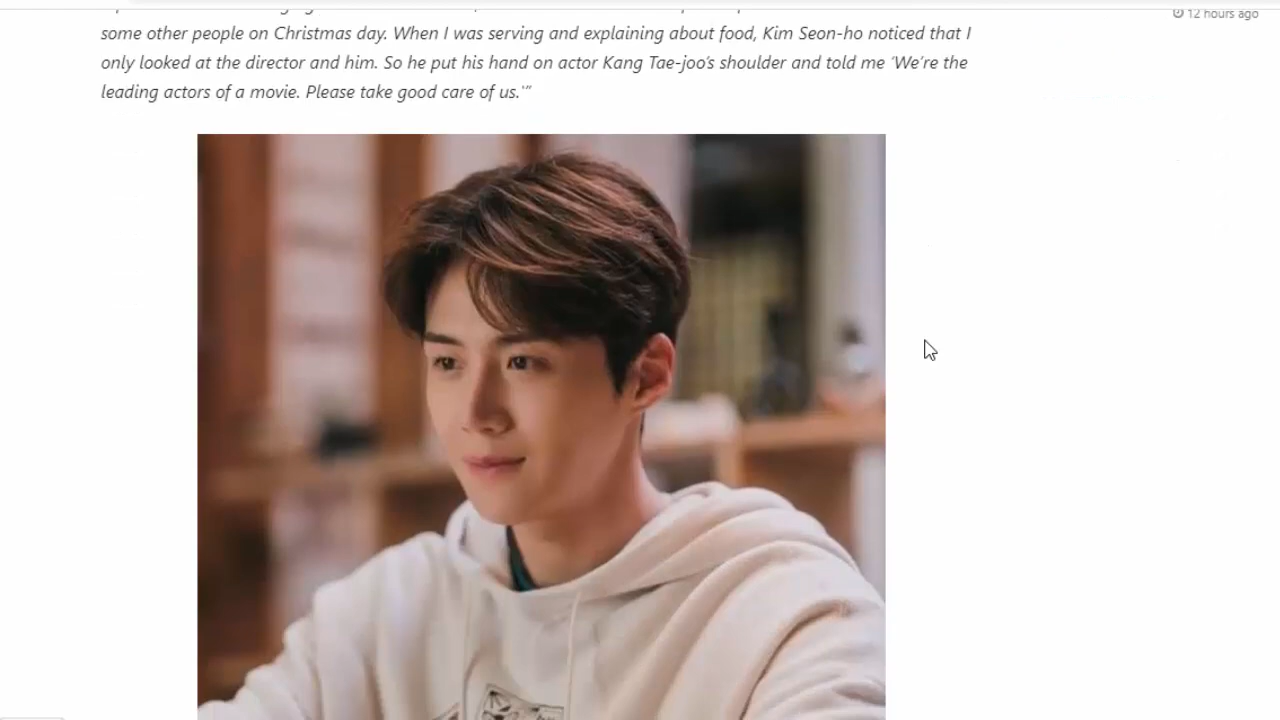 some other people on Christmas day. When I was serving and explaining about food, Kim Seon-ho noticed that I
only looked at the director and him. So he put his hand on actor Kang Tae-joo's shoulder and told me 'We're the
leading actors of a movie. Please take good care of us.'"
12 hours ago